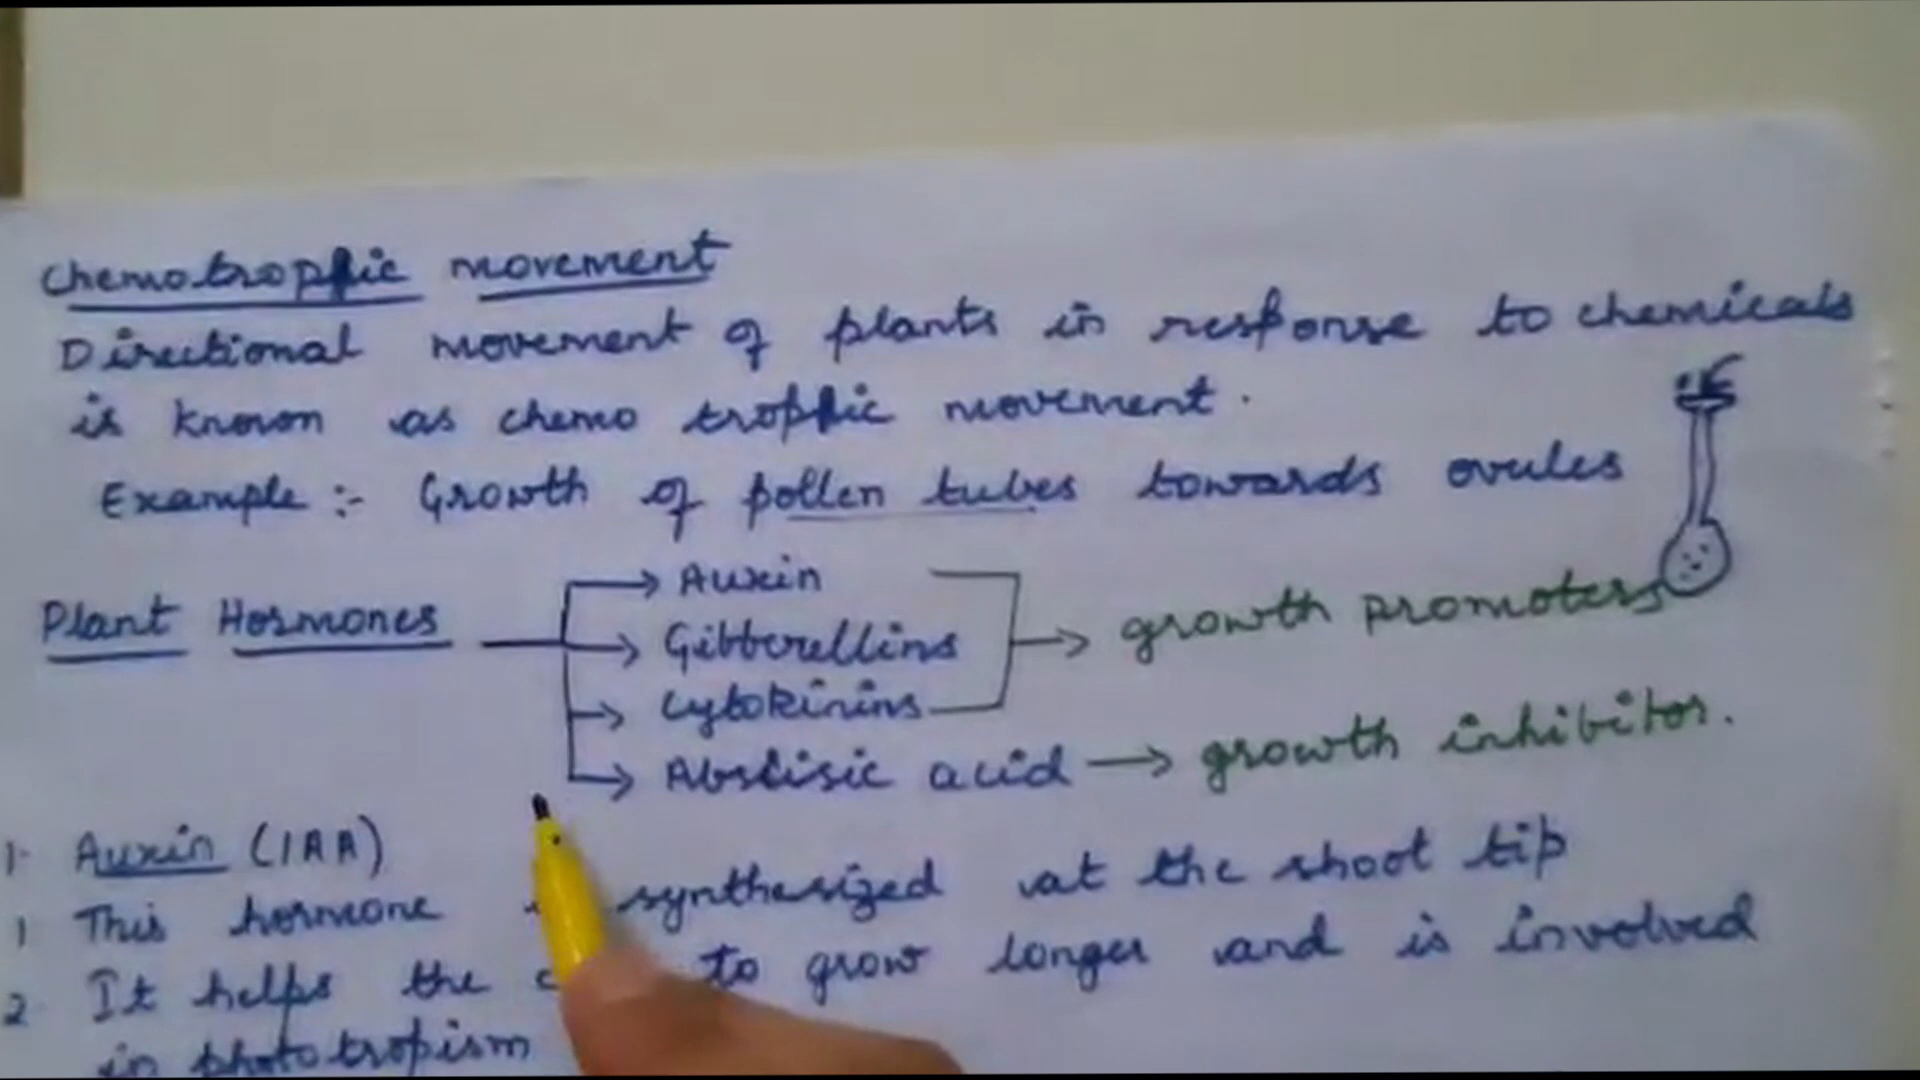 Chemotrophic movement
Directional movement of plants in response to chemicals
is known as chemo trophic movement.
Example :- Growth of pollen tubes towards ovules
Plant Hormones → Auxin
→ Gibberellins → growth promoters
→ Cytokinins
→ Abscisic acid → growth inhibitor.
1. Auxin (IAA)
1 This hormone synthesized at the shoot tip
2 It helps the to grow longer and is involved
in phototropism